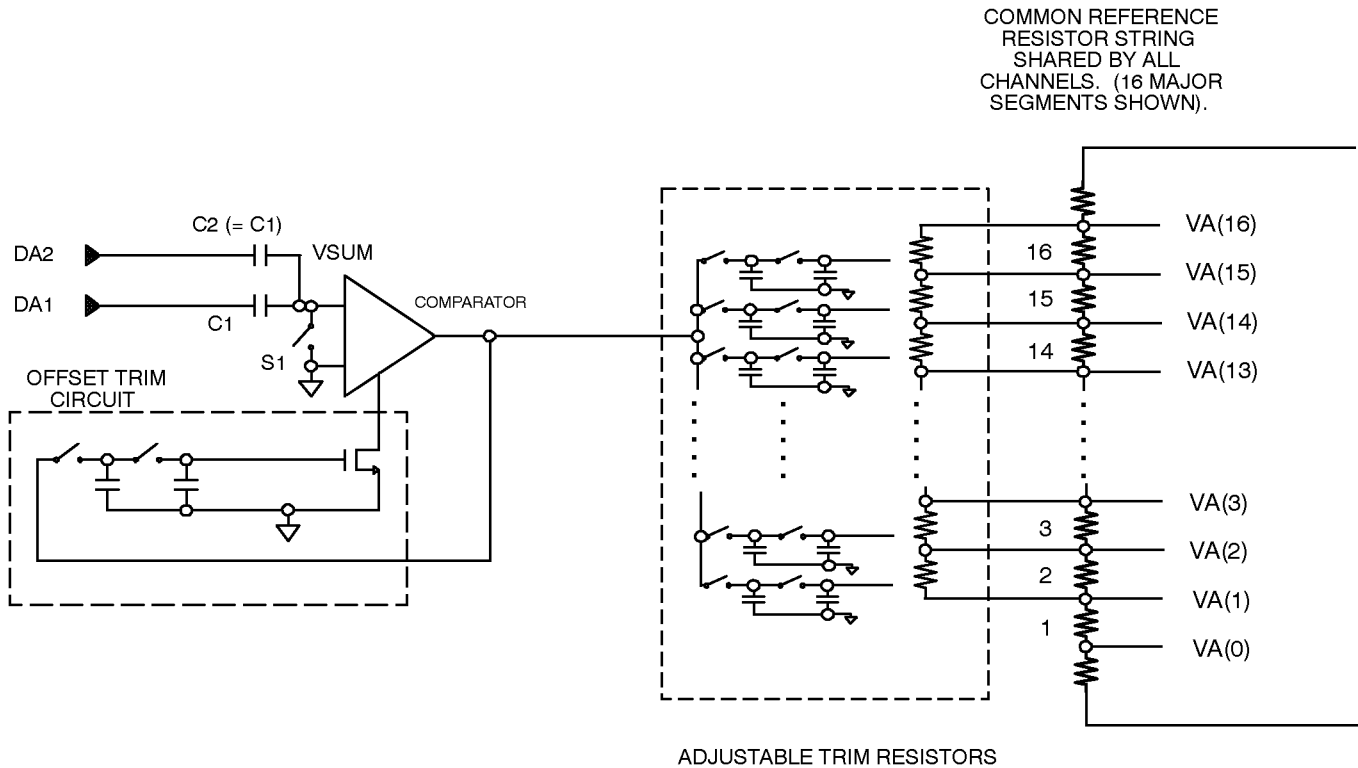 COMMON REFERENCE
RESISTOR STRING
SHARED BY ALL
CHANNELS. (16 MAJOR
SEGMENTS SHOWN).
C2 (= C1)
DA2
VSUM
DA1
C1
COMPARATOR
S1
OFFSET TRIM
CIRCUIT
VA(16)
16
VA(15)
15
VA(14)
14
VA(13)
VA(3)
3
VA(2)
2
VA(1)
1
VA(0)
ADJUSTABLE TRIM RESISTORS